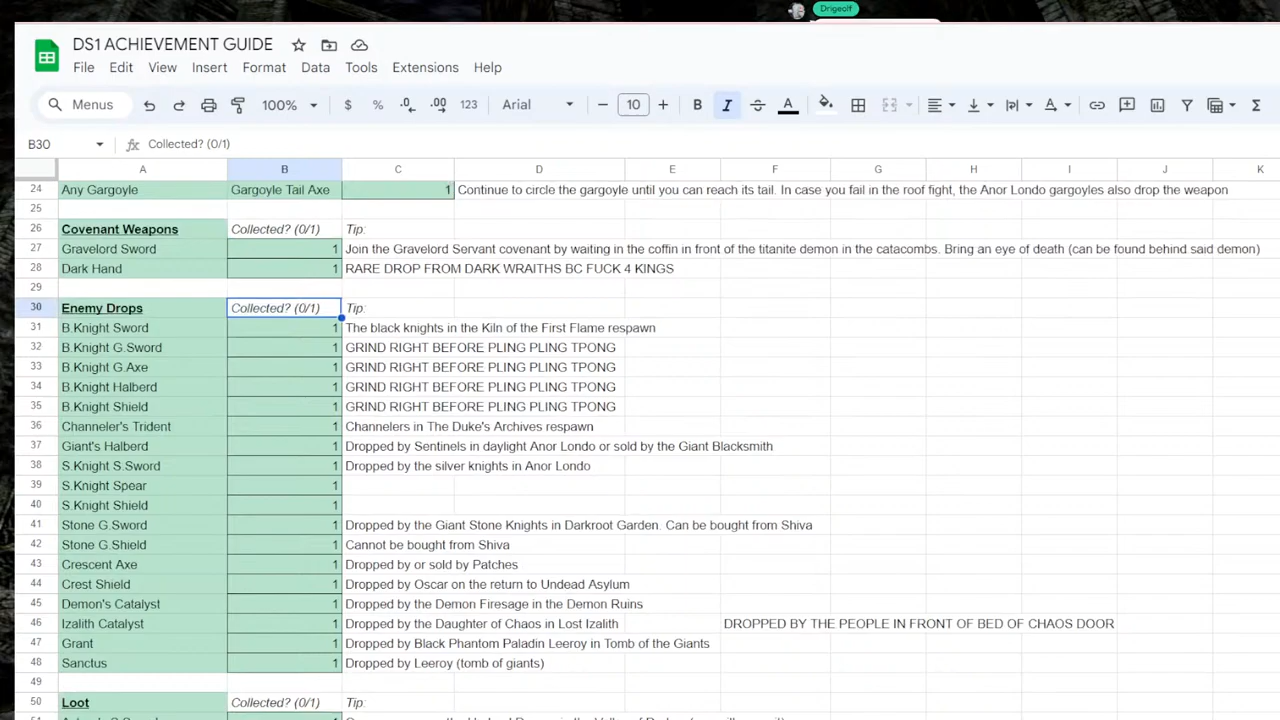 Drigeolf
DS1 ACHIEVEMENT GUIDE
File Edit View Insert Format Data Tools Extensions Help
Menus 100% $ % .0 .00 123 Arial 10 B I S A Σ
B30 fx Collected? (0/1)
A B C D E F G H I J K
24 Any Gargoyle Gargoyle Tail Axe 1 Continue to circle the gargoyle until you can reach its tail. In case you fail in the roof fight, the Anor Londo gargoyles also drop the weapon
25
26 Covenant Weapons Collected? (0/1) Tip:
27 Gravelord Sword 1 Join the Gravelord Servant covenant by waiting in the coffin in front of the titanite demon in the catacombs. Bring an eye of death (can be found behind said demon)
28 Dark Hand 1 RARE DROP FROM DARK WRAITHS BC FUCK 4 KINGS
29
30 Enemy Drops Collected? (0/1) Tip:
31 B.Knight Sword 1 The black knights in the Kiln of the First Flame respawn
32 B.Knight G.Sword 1 GRIND RIGHT BEFORE PLING PLING TPONG
33 B.Knight G.Axe 1 GRIND RIGHT BEFORE PLING PLING TPONG
34 B.Knight Halberd 1 GRIND RIGHT BEFORE PLING PLING TPONG
35 B.Knight Shield 1 GRIND RIGHT BEFORE PLING PLING TPONG
36 Channeler's Trident 1 Channelers in The Duke's Archives respawn
37 Giant's Halberd 1 Dropped by Sentinels in daylight Anor Londo or sold by the Giant Blacksmith
38 S.Knight S.Sword 1 Dropped by the silver knights in Anor Londo
39 S.Knight Spear 1
40 S.Knight Shield 1
41 Stone G.Sword 1 Dropped by the Giant Stone Knights in Darkroot Garden. Can be bought from Shiva
42 Stone G.Shield 1 Cannot be bought from Shiva
43 Crescent Axe 1 Dropped by or sold by Patches
44 Crest Shield 1 Dropped by Oscar on the return to Undead Asylum
45 Demon's Catalyst 1 Dropped by the Demon Firesage in the Demon Ruins
46 Izalith Catalyst 1 Dropped by the Daughter of Chaos in Lost Izalith DROPPED BY THE PEOPLE IN FRONT OF BED OF CHAOS DOOR
47 Grant 1 Dropped by Black Phantom Paladin Leeroy in Tomb of the Giants
48 Sanctus 1 Dropped by Leeroy (tomb of giants)
49
50 Loot Collected? (0/1) Tip: